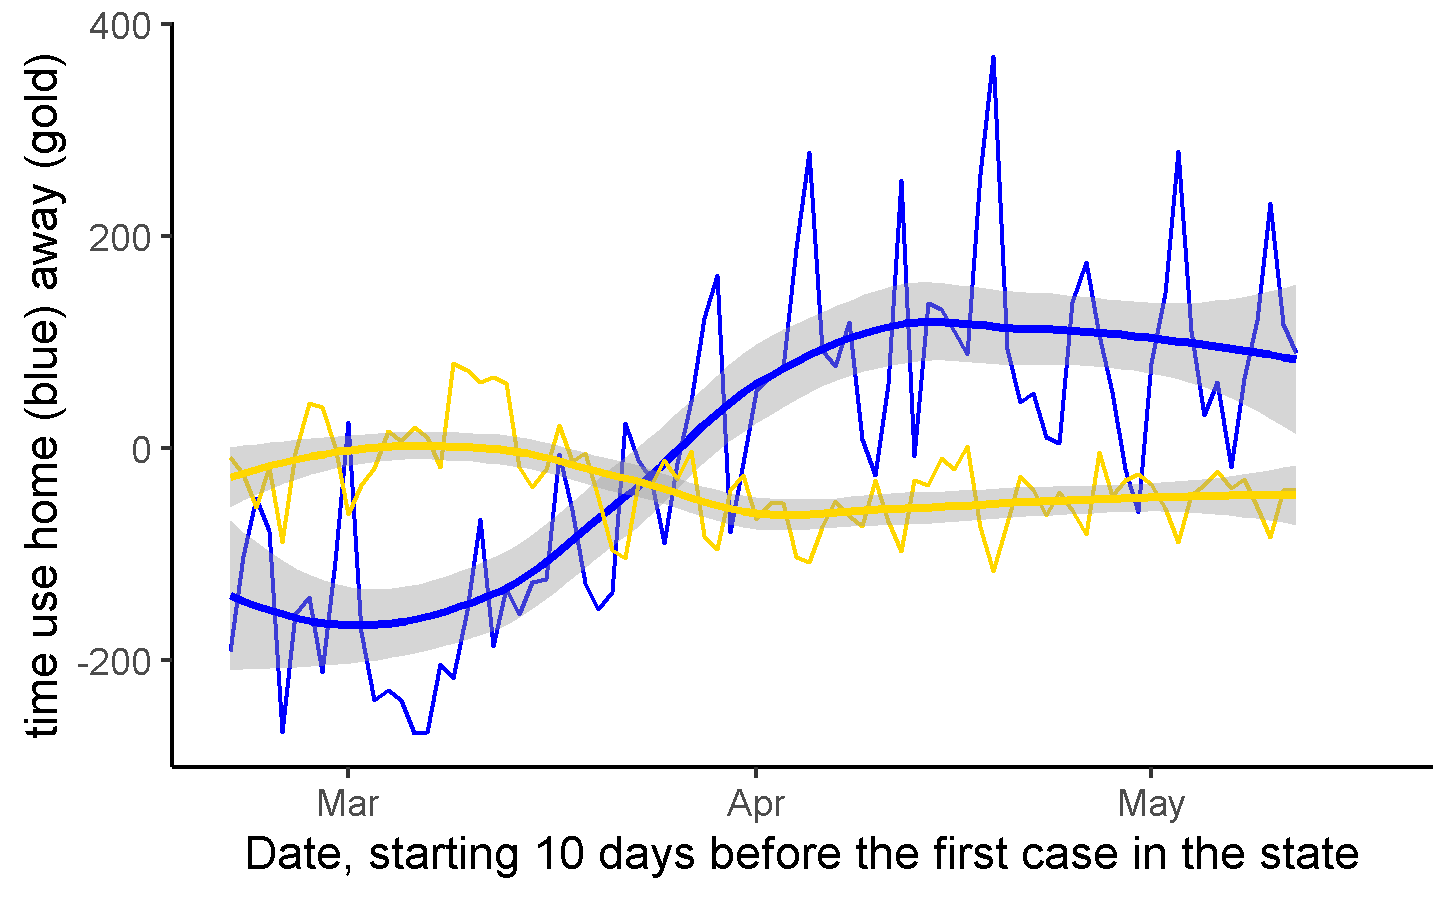 time use home (blue) away (gold)
400
200
0
-200
Mar Apr May
Date, starting 10 days before the first case in the state